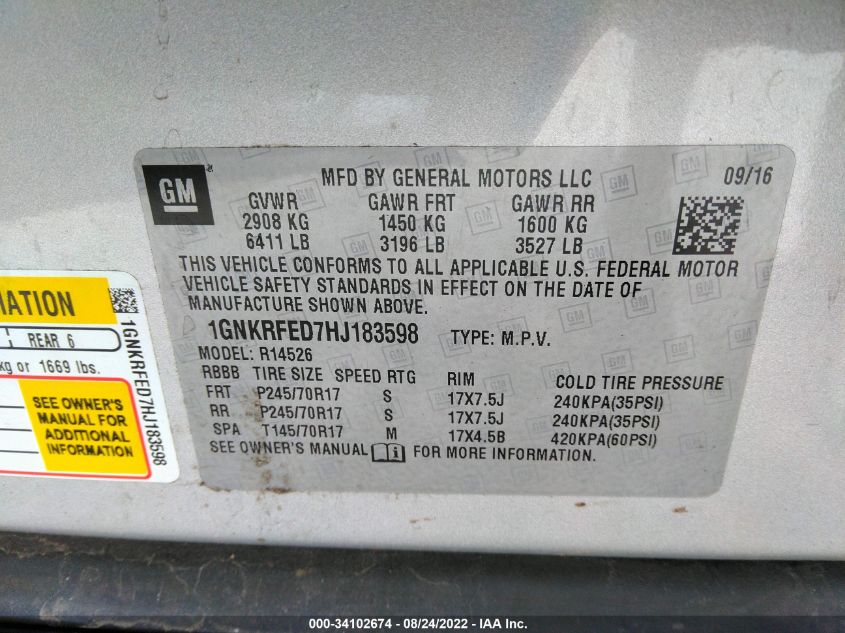 GM
MFD BY GENERAL MOTORS LLC
09/16
GVWR GAWR FRT GAWR RR
2908 KG 1450 KG 1600 KG
6411 LB 3196 LB 3527 LB
THIS VEHICLE CONFORMS TO ALL APPLICABLE U.S. FEDERAL MOTOR
VEHICLE SAFETY STANDARDS IN EFFECT ON THE DATE OF
MANUFACTURE SHOWN ABOVE.
1GNKRFED7HJ183598 TYPE: M.P.V.
MODEL: R14526
RBBB TIRE SIZE SPEED RTG RIM COLD TIRE PRESSURE
FRT P245/70R17 S 17X7.5J 240KPA(35PSI)
RR P245/70R17 S 17X7.5J 240KPA(35PSI)
SPA T145/70R17 M 17X4.5B 420KPA(60PSI)
SEE OWNER'S MANUAL FOR MORE INFORMATION.
REAR 6
kg or 1669 lbs.
SEE OWNER'S
MANUAL FOR
ADDITIONAL
INFORMATION
1GNKRFED7HJ183598
000-34102674 - 08/24/2022 - IAA Inc.